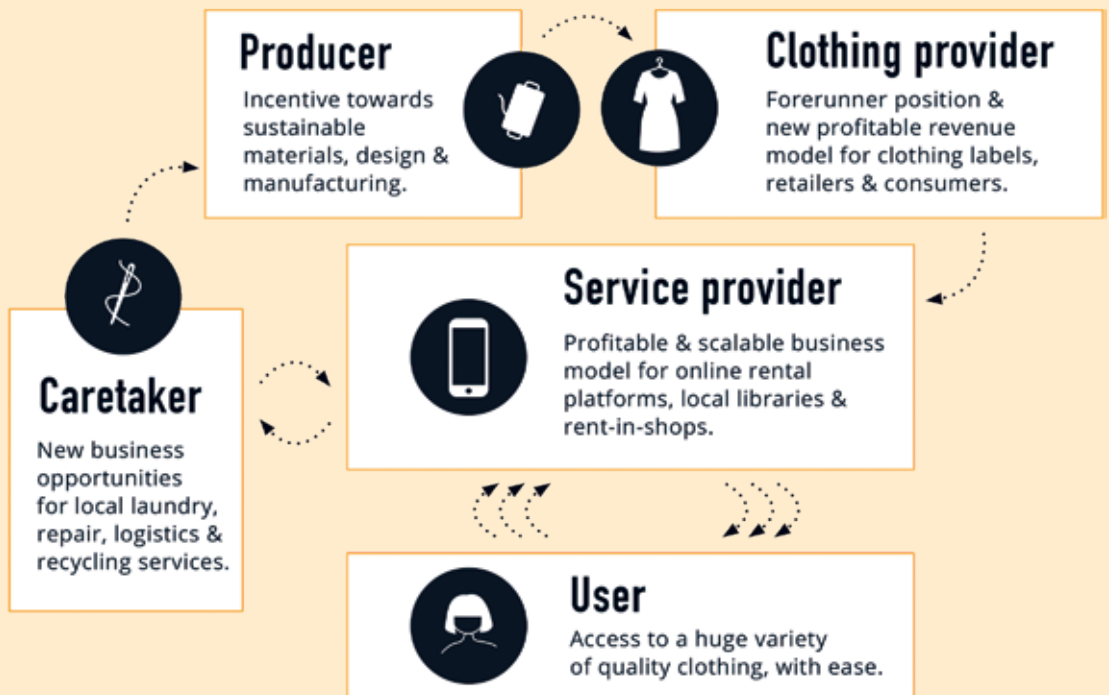 Producer
Incentive towards
sustainable
materials, design &
manufacturing.
Clothing provider
Forerunner position &
new profitable revenue
model for clothing labels,
retailers & consumers.
Service provider
Profitable & scalable business
model for online rental
platforms, local libraries &
rent-in-shops.
Caretaker
New business
opportunities
for local laundry,
repair, logistics &
recycling services.
User
Access to a huge variety
of quality clothing, with ease.